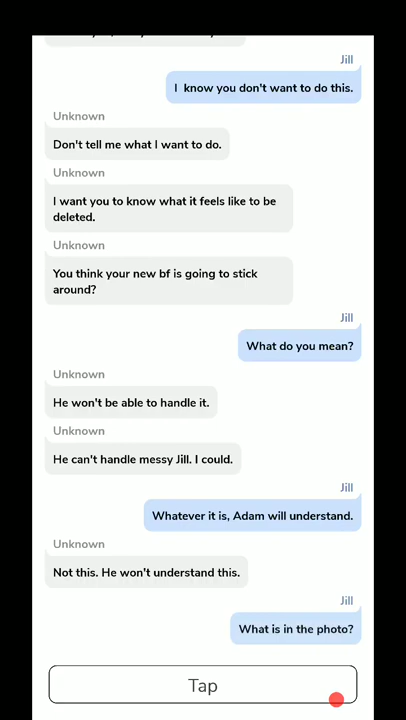 Jill
I know you don't want to do this.
Unknown
Don't tell me what I want to do.
Unknown
I want you to know what it feels like to be
deleted.
Unknown
You think your new bf is going to stick
around?
Jill
What do you mean?
Unknown
He won't be able to handle it.
Unknown
He can't handle messy Jill. I could.
Jill
Whatever it is, Adam will understand.
Unknown
Not this. He won't understand this.
Jill
What is in the photo?
Tap